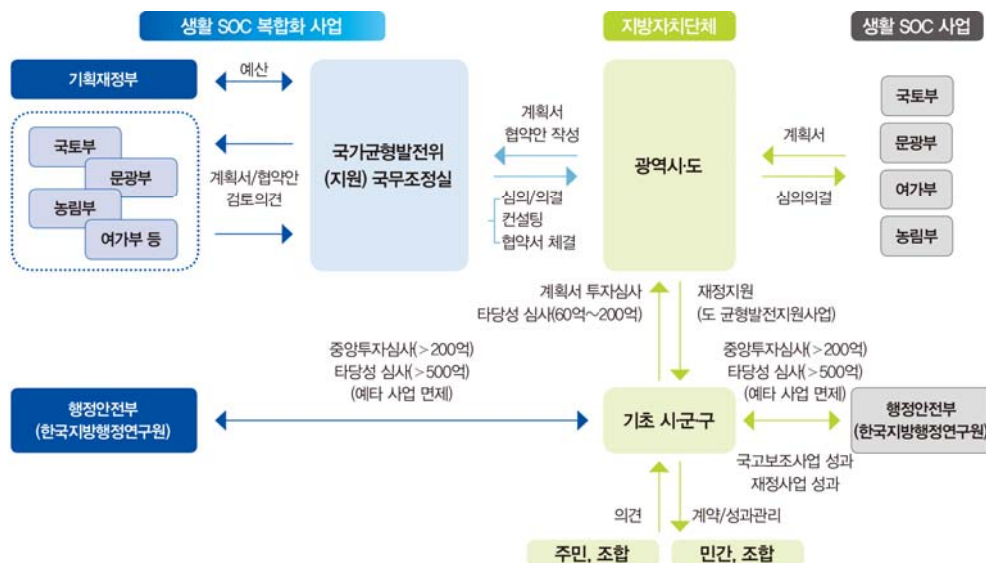 생활 SOC 복합화 사업
지방자치단체
생활 SOC 사업
기획재정부
예산
국토부
문광부
농림부
여가부 등
계획서/협약안
검토의견
국가균형발전위
(지원) 국무조정실
계획서
협약안 작성
심의/의결
컨설팅
협약서 체결
광역시·도
계획서
심의의결
국토부
문광부
여가부
농림부
계획서 투자심사
타당성 심사(60억~200억)
재정지원
(도 균형발전지원사업)
중앙투자심사(>200억)
타당성 심사(>500억)
(예타 사업 면제)
중앙투자심사(>200억)
타당성 심사(>500억)
(예타 사업 면제)
행정안전부
(한국지방행정연구원)
기초 시·군·구
행정안전부
(한국지방행정연구원)
국고보조사업 성과
재정사업 성과
의견
계약/성과관리
주민, 조합
민간, 조합